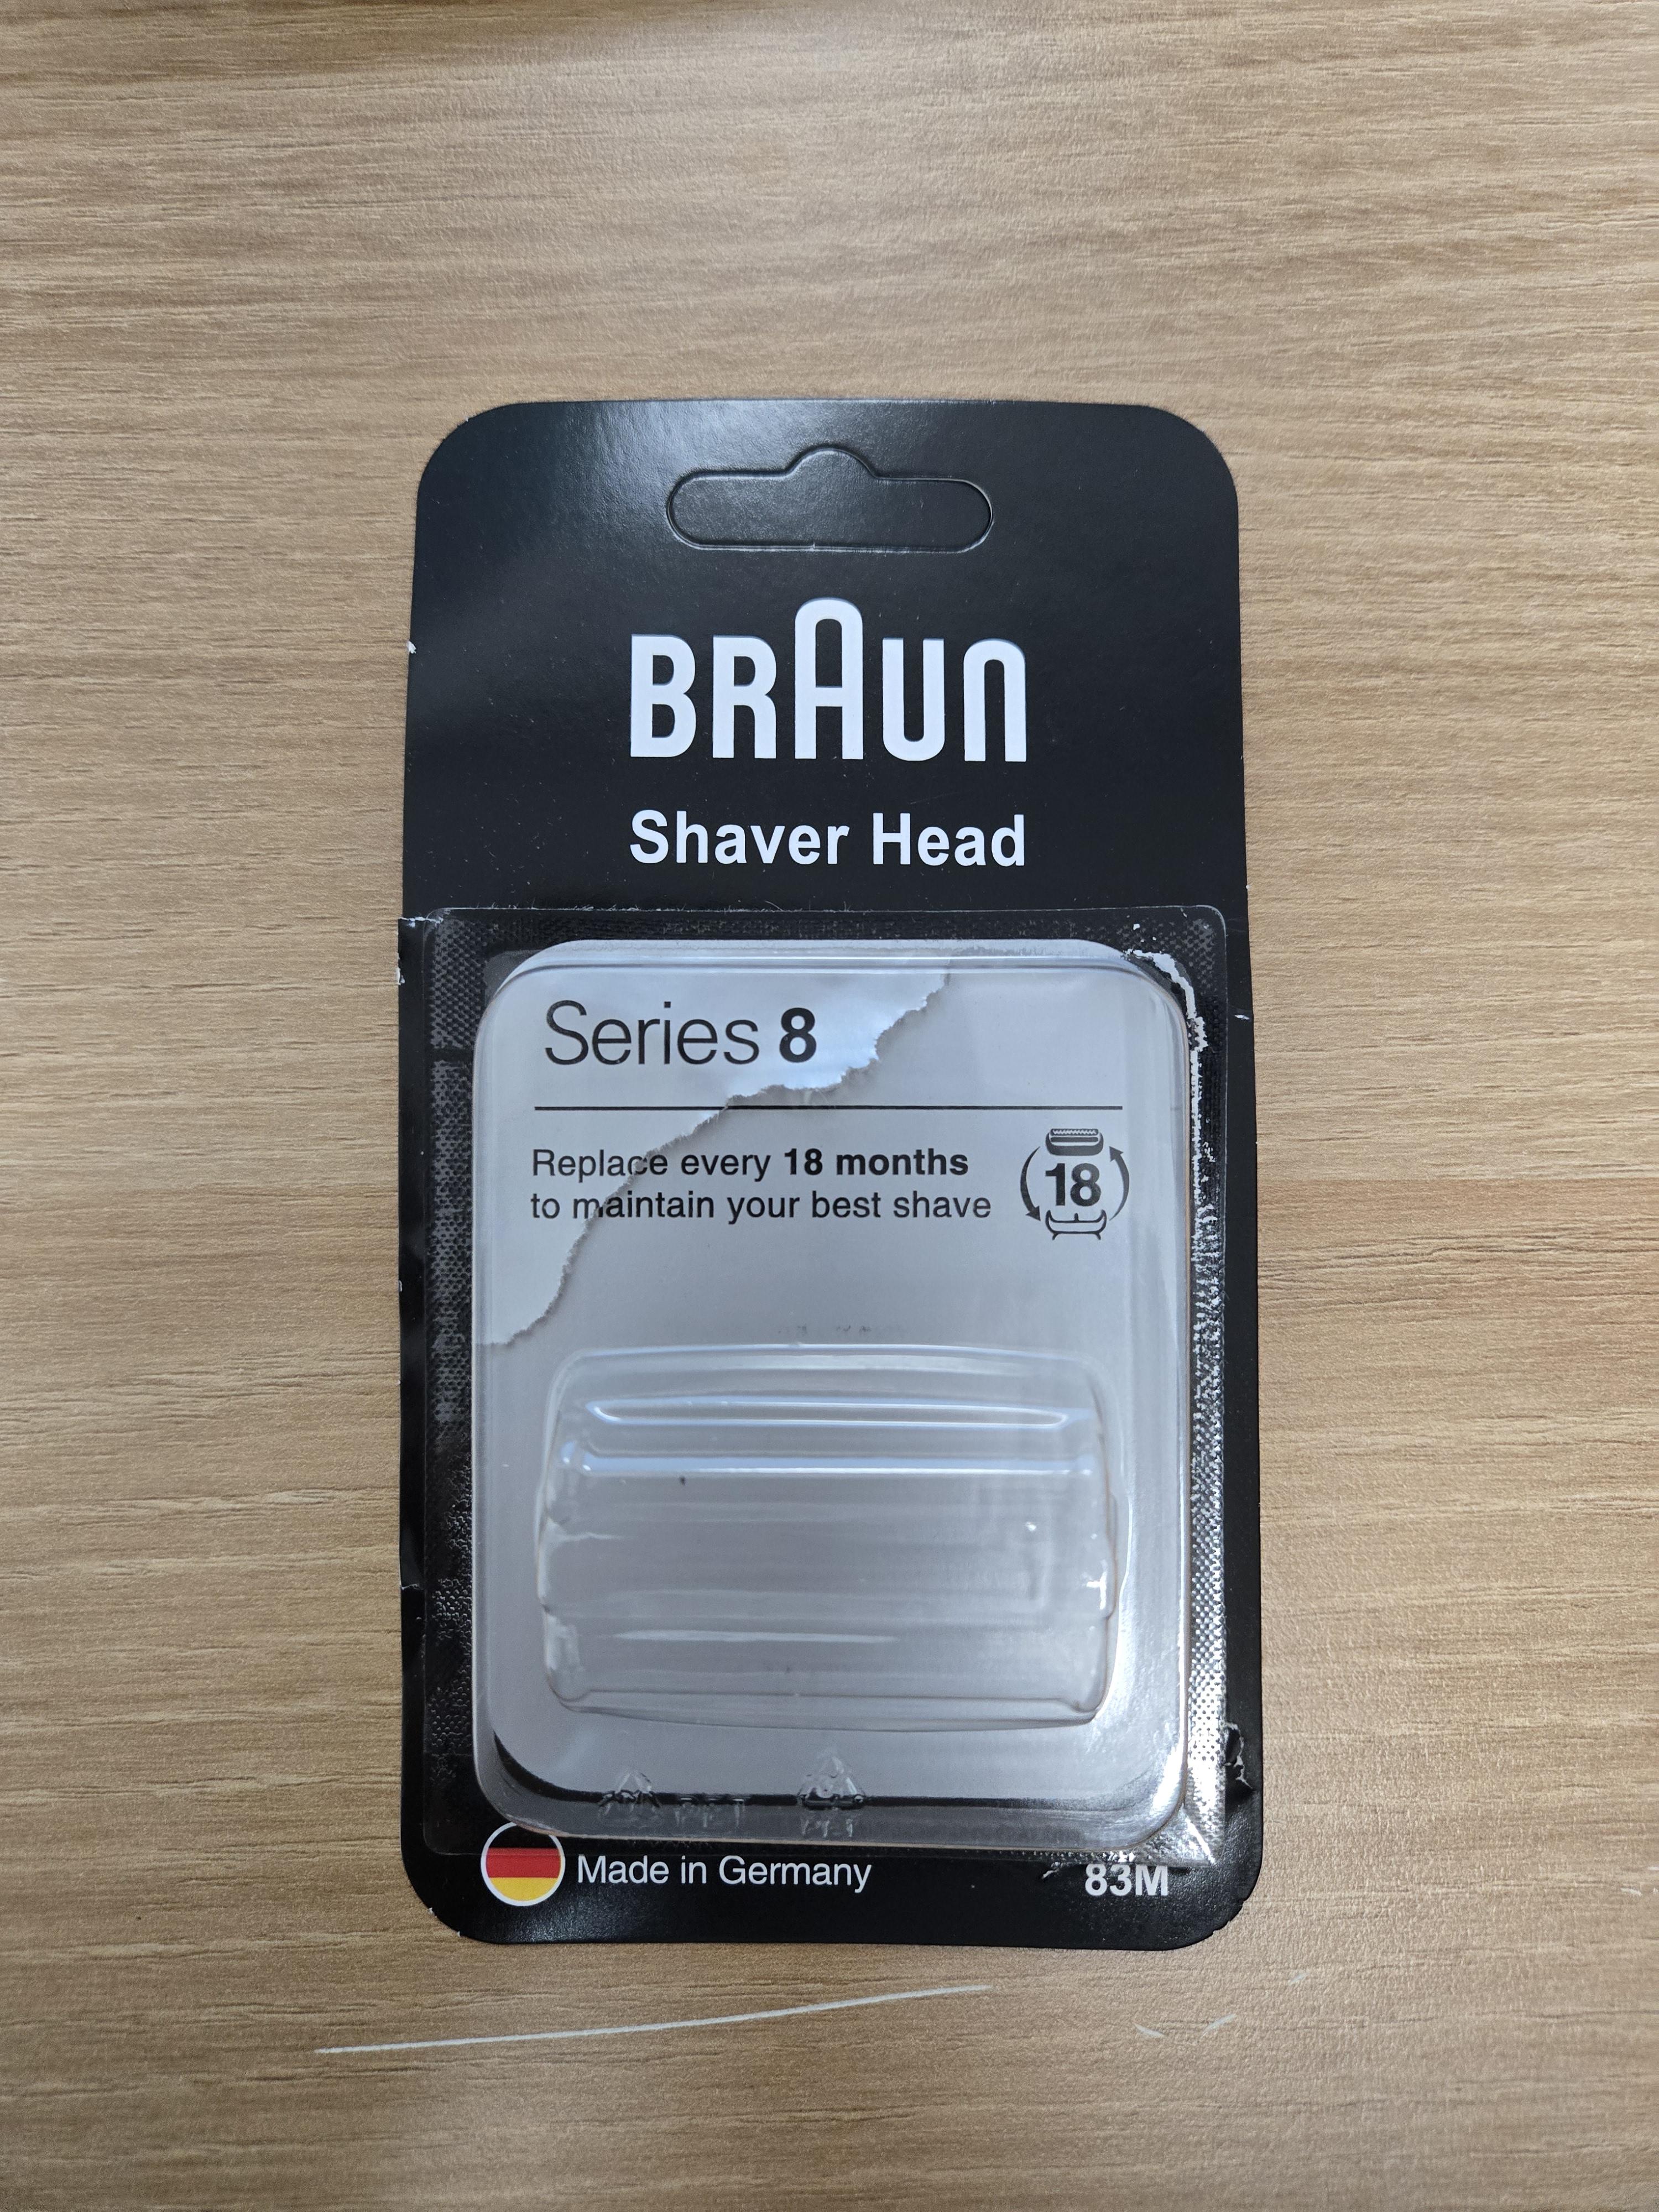 BRAUN
Shaver Head
Series 8
Replace every 18 months
to maintain your best shave
18
PET
Made in Germany
83M